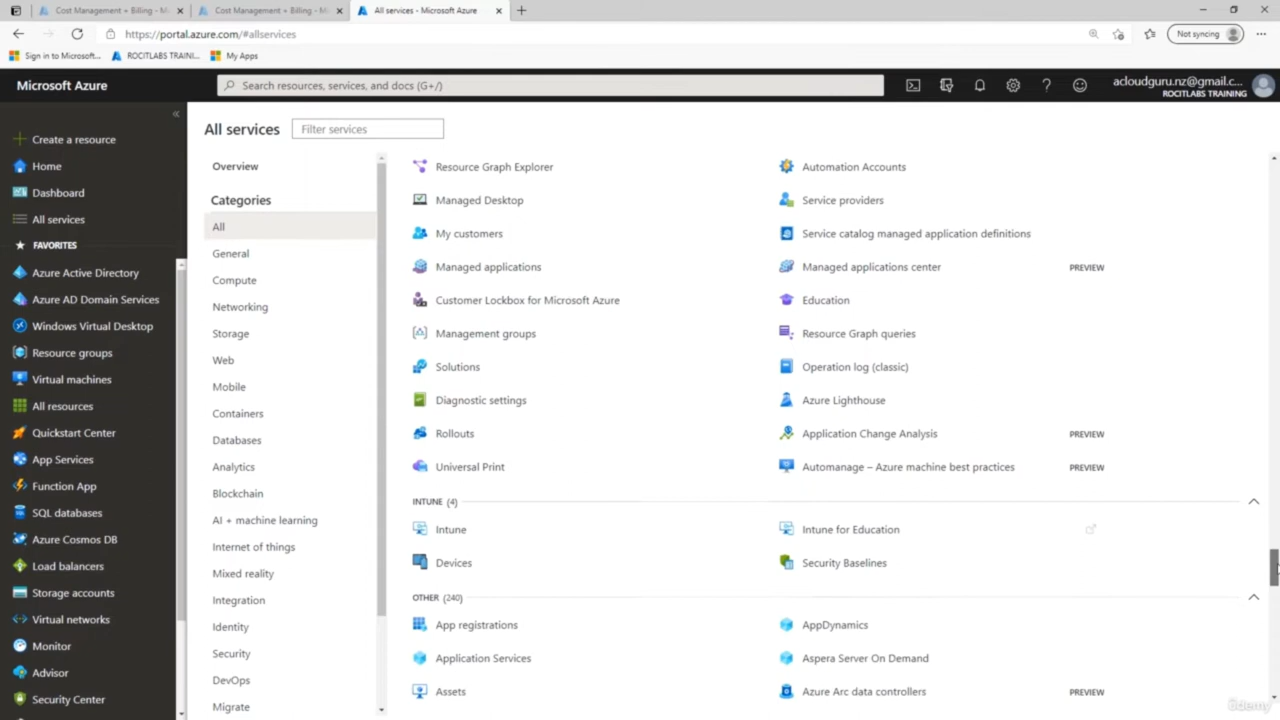 Cost Management + Billing - M
Cost Management + Billing - M
All services - Microsoft Azure
https://portal.azure.com/#allservices
Not syncing
Sign in to Microsoft...
ROCITLABS TRAINI...
My Apps
Microsoft Azure
Search resources, services, and docs (G+/)
acloudguru.nz@gmail.c...
ROCITLABS TRAINING
Create a resource
Home
Dashboard
All services
FAVORITES
Azure Active Directory
Azure AD Domain Services
Windows Virtual Desktop
Resource groups
Virtual machines
All resources
Quickstart Center
App Services
Function App
SQL databases
Azure Cosmos DB
Load balancers
Storage accounts
Virtual networks
Monitor
Advisor
Security Center
All services
Filter services
Overview
Categories
All
General
Compute
Networking
Storage
Web
Mobile
Containers
Databases
Analytics
Blockchain
AI + machine learning
Internet of things
Mixed reality
Integration
Identity
Security
DevOps
Migrate
Resource Graph Explorer
Automation Accounts
Managed Desktop
Service providers
My customers
Service catalog managed application definitions
Managed applications
Managed applications center PREVIEW
Customer Lockbox for Microsoft Azure
Education
Management groups
Resource Graph queries
Solutions
Operation log (classic)
Diagnostic settings
Azure Lighthouse
Rollouts
Application Change Analysis PREVIEW
Universal Print
Automanage – Azure machine best practices PREVIEW
INTUNE (4)
Intune
Intune for Education
Devices
Security Baselines
OTHER (240)
App registrations
AppDynamics
Application Services
Aspera Server On Demand
Assets
Azure Arc data controllers PREVIEW
ûdemy